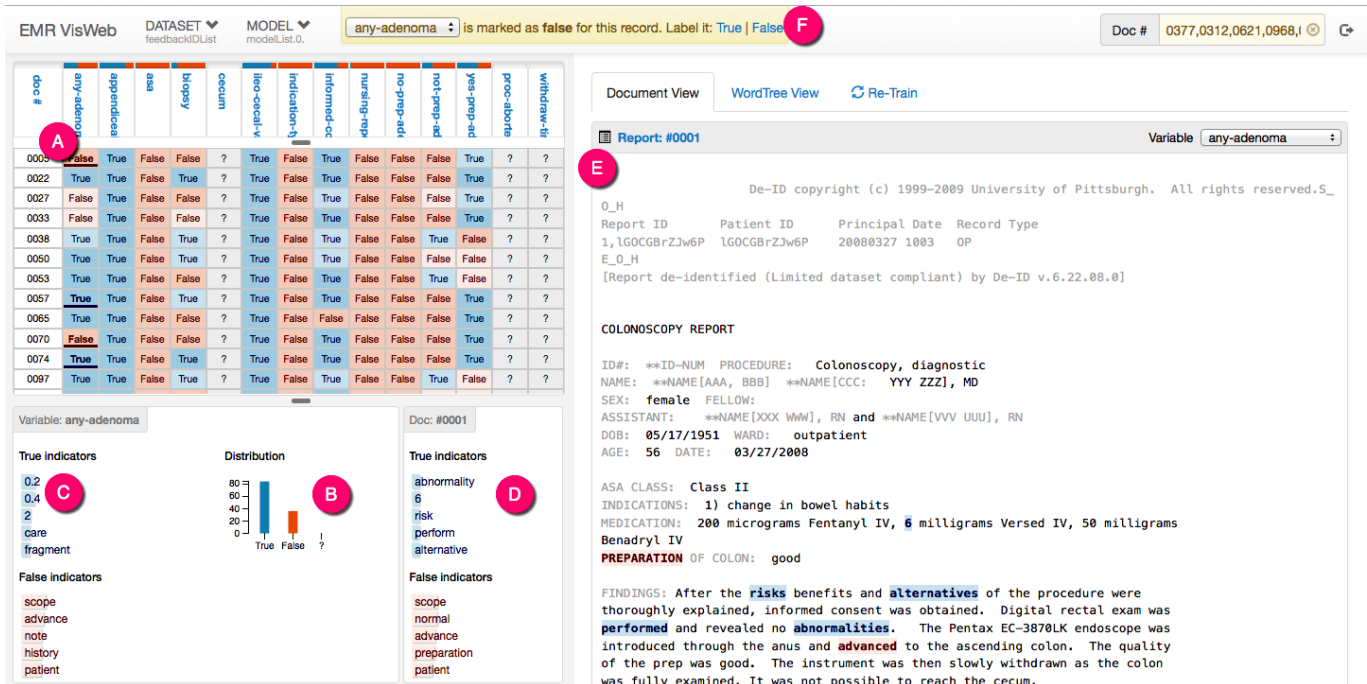 EMR VisWeb
DATASET
feedbackIDList
MODEL
modelList.0.
any-adenoma is marked as false for this record. Label it: True | False
F
Doc # 0377,0312,0621,0968,(
doc #
any-adenom
appendicea
asa
biopsy
cecum
ileo-cecal-v
indication-ty
informed-co
nursing-repo
no-prep-ade
not-prep-ad
yes-prep-ad
proc-aborte
withdraw-tin
A
0005 False True False False ? True False True False False False True ? ?
0022 True True False True ? True False True False False False True ? ?
0027 False True False False ? True False True False False False True ? ?
0033 False True False False ? True False True False False False True ? ?
0038 True True False True ? True False True False False True False ? ?
0050 True True False True ? True False True False False False False ? ?
0053 True True False False ? True False True False False True False ? ?
0057 True True False True ? True False True False False False True ? ?
0065 True True False True ? True False False False False False True ? ?
0070 False True False False ? True False True False False False True ? ?
0074 True True False True ? True False True False False False True ? ?
0097 True True False True ? True False True False False True False ? ?
Variable: any-adenoma
True indicators
0.2
0.4
2
care
fragment
C
False indicators
scope
advance
note
history
patient
Distribution
80
60
40
20
0
True False ?
B
Doc: #0001
True indicators
abnormality
6
risk
perform
alternative
D
False indicators
scope
normal
advance
preparation
patient
Document View
WordTree View
Re-Train
Report: #0001
Variable any-adenoma
E
De-ID copyright (c) 1999-2009 University of Pittsburgh. All rights reserved.S_
O_H
Report ID Patient ID Principal Date Record Type
1,lGOCGBrZJw6P lGOCGBrZJw6P 20080327 1003 OP
E_O_H
[Report de-identified (Limited dataset compliant) by De-ID v.6.22.08.0]
COLONOSCOPY REPORT
ID#: **ID-NUM PROCEDURE: Colonoscopy, diagnostic
NAME: **NAME[AAA, BBB] **NAME[CCC: YYY ZZZ], MD
SEX: female FELLOW:
ASSISTANT: **NAME[XXX WWW], RN and **NAME[VVV UUU], RN
DOB: 05/17/1951 WARD: outpatient
AGE: 56 DATE: 03/27/2008
ASA CLASS: Class II
INDICATIONS: 1) change in bowel habits
MEDICATION: 200 micrograms Fentanyl IV, 6 milligrams Versed IV, 50 milligrams
Benadryl IV
PREPARATION OF COLON: good
FINDINGS: After the risks benefits and alternatives of the procedure were
thoroughly explained, informed consent was obtained. Digital rectal exam was
performed and revealed no abnormalities. The Pentax EC-3870LK endoscope was
introduced through the anus and advanced to the ascending colon. The quality
of the prep was good. The instrument was then slowly withdrawn as the colon
was fully examined. It was not possible to reach the cecum.